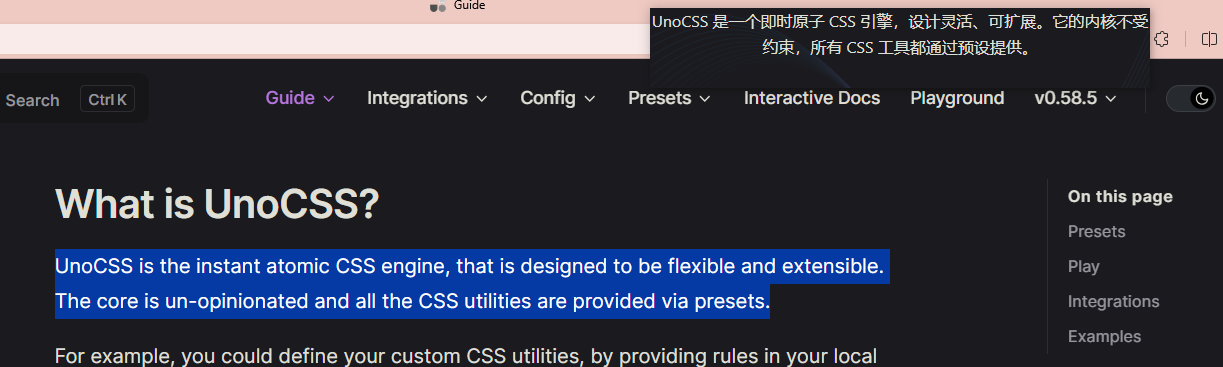 Guide
UnoCSS 是一个即时原子 CSS 引擎，设计灵活、可扩展。它的内核不受
约束，所有 CSS 工具都通过预设提供。
Search Ctrl K Guide Integrations Config Presets Interactive Docs Playground v0.58.5
What is UnoCSS?
UnoCSS is the instant atomic CSS engine, that is designed to be flexible and extensible.
The core is un-opinionated and all the CSS utilities are provided via presets.
For example, you could define your custom CSS utilities, by providing rules in your local
On this page
Presets
Play
Integrations
Examples